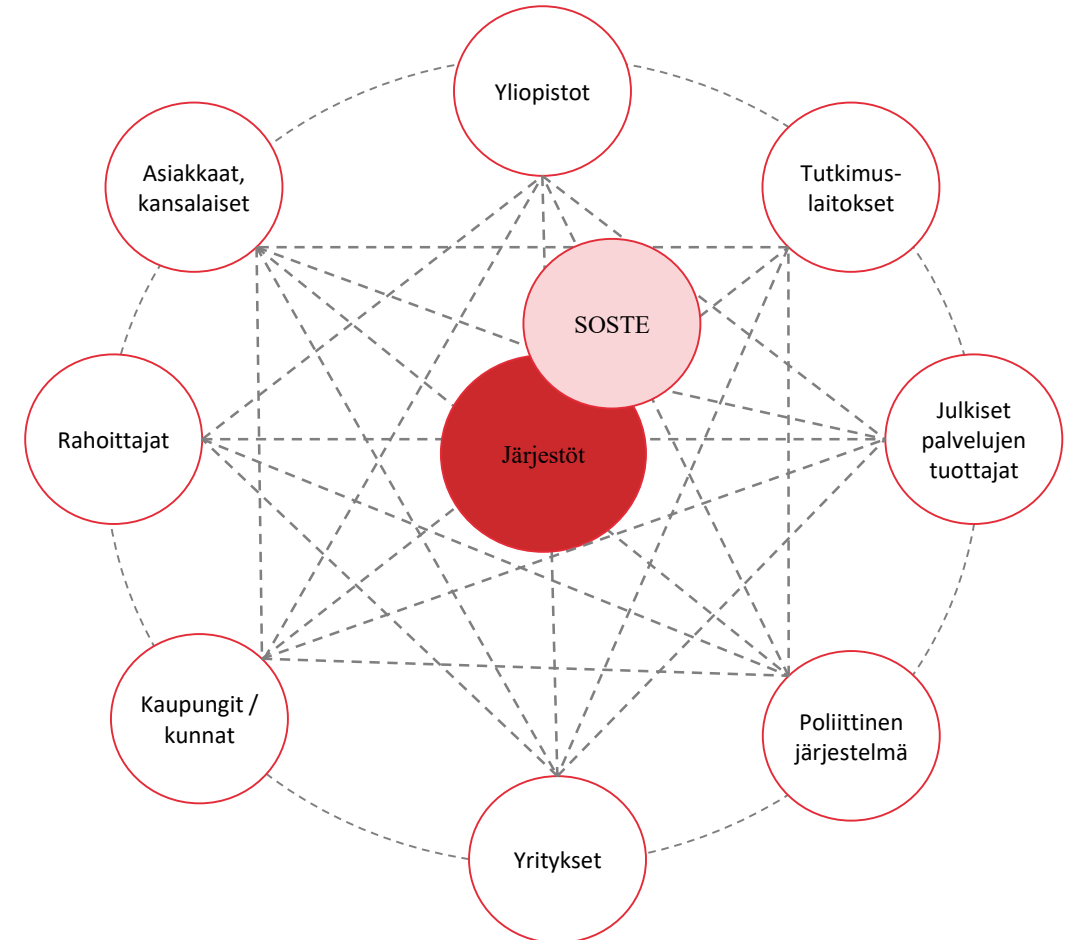 Yliopistot
Asiakkaat,
kansalaiset
Tutkimus-
laitokset
SOSTE
Rahoittajat
Järjestöt
Julkiset
palvelujen
tuottajat
Kaupungit /
kunnat
Poliittinen
järjestelmä
Yritykset